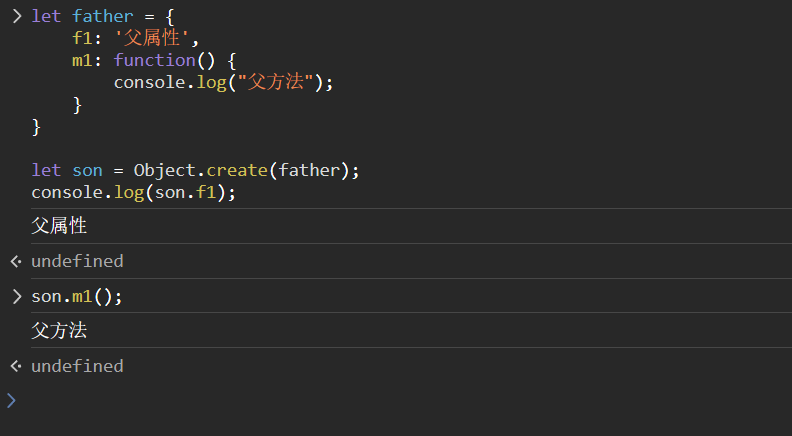 let father = {
    f1: '父属性',
    m1: function() {
        console.log("父方法");
    }
}
let son = Object.create(father);
console.log(son.f1);
父属性
undefined
son.m1();
父方法
undefined